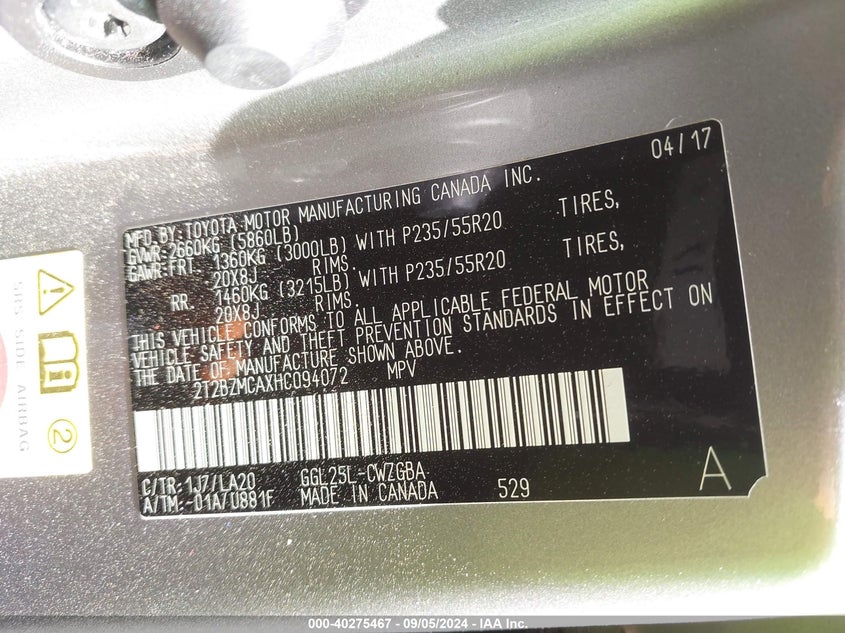 04/17
MFD.BY:TOYOTA MOTOR MANUFACTURING CANADA INC.
GVWR:2660KG (5860LB)
GAWR:FRT. 1360KG (3000LB) WITH P235/55R20 TIRES,
20X8J RIMS.
RR. 1460KG (3215LB) WITH P235/55R20 TIRES,
20X8J RIMS.
THIS VEHICLE CONFORMS TO ALL APPLICABLE FEDERAL MOTOR
VEHICLE SAFETY AND THEFT PREVENTION STANDARDS IN EFFECT ON
THE DATE OF MANUFACTURE SHOWN ABOVE.
2T2BZMCAXHC094072 MPV
C/TR:1J7/LA20 GGL25L-CWZGBA
A/TM:-01A/U881F MADE IN CANADA 529
A
SRS SIDE AIRBAG
2
000-40275467 - 09/05/2024 - IAA Inc.